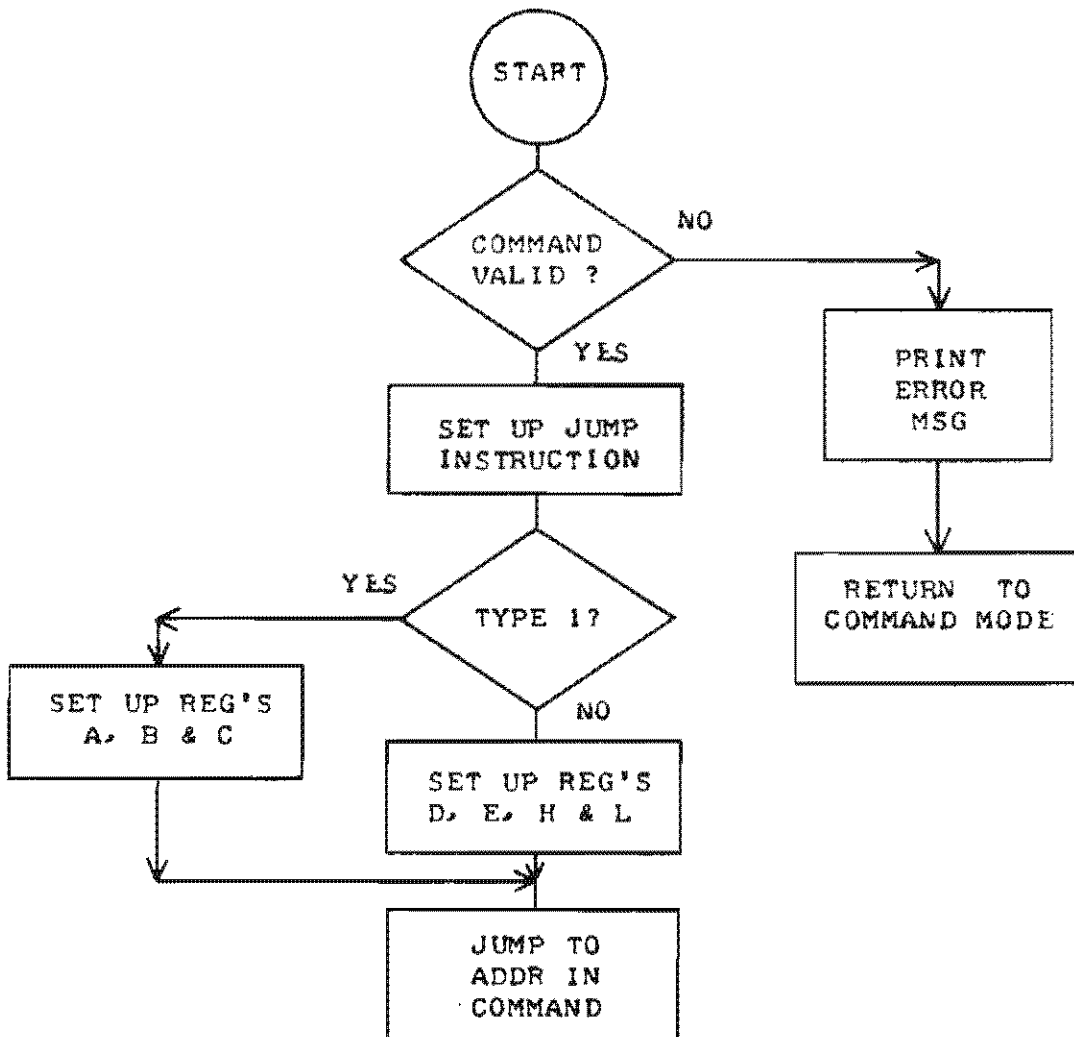 START
COMMAND
VALID ?
NO
YES
PRINT
ERROR
MSG
SET UP JUMP
INSTRUCTION
RETURN TO
COMMAND MODE
YES
TYPE 1?
NO
SET UP REG'S
A, B & C
SET UP REG'S
D, E, H & L
JUMP TO
ADDR IN
COMMAND